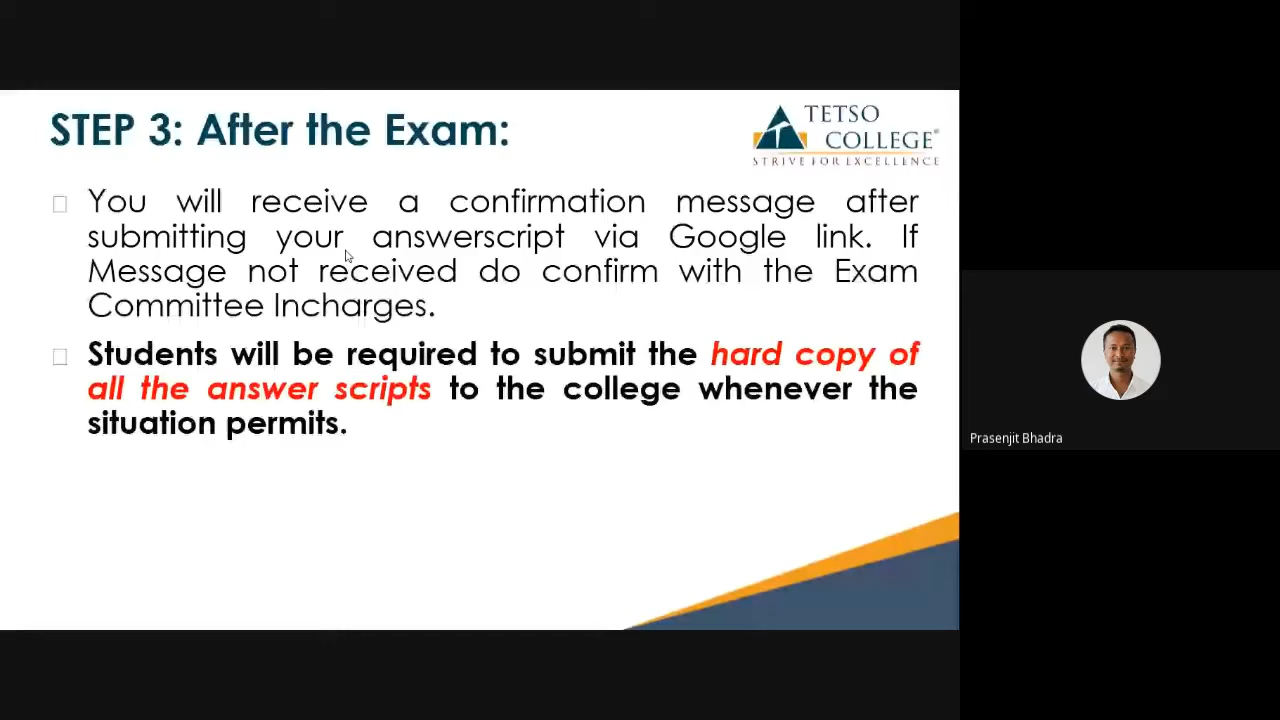 STEP 3: After the Exam:
TETSO
COLLEGE®
STRIVE FOR EXCELLENCE
You will receive a confirmation message after
submitting your answerscript via Google link. If
Message not received do confirm with the Exam
Committee Incharges.
Students will be required to submit the hard copy of
all the answer scripts to the college whenever the
situation permits.
Prasenjit Bhadra